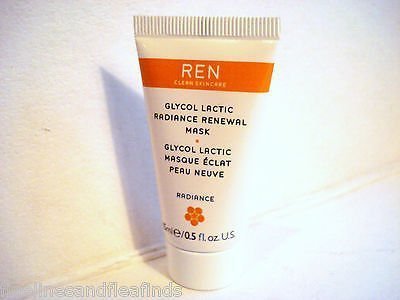 REN
CLEAN SKINCARE
GLYCOL LACTIC
RADIANCE RENEWAL
MASK
GLYCOL LACTIC
MASQUE ÉCLAT
PEAU NEUVE
RADIANCE
15ml℮/0.5 fl. oz. U.S.